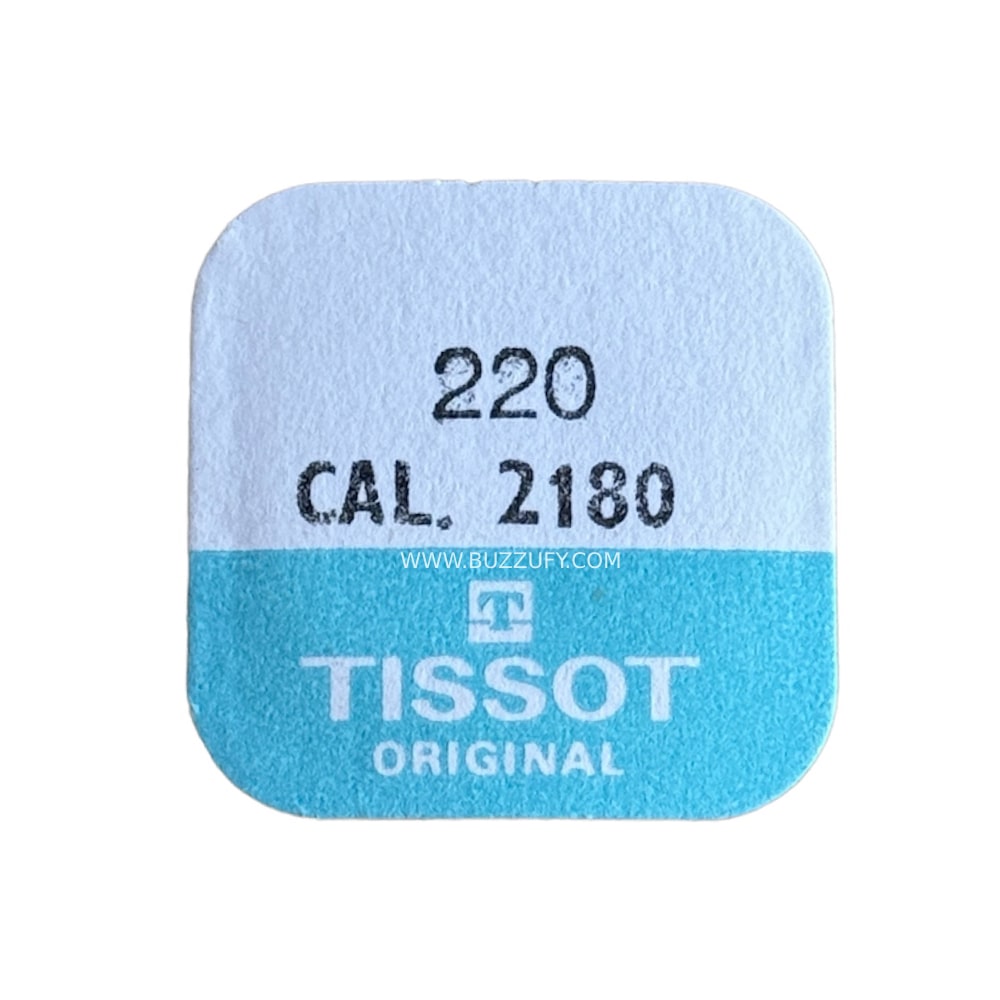 220
CAL. 2180
WWW.BUZZUFY.COM
T
TISSOT
ORIGINAL